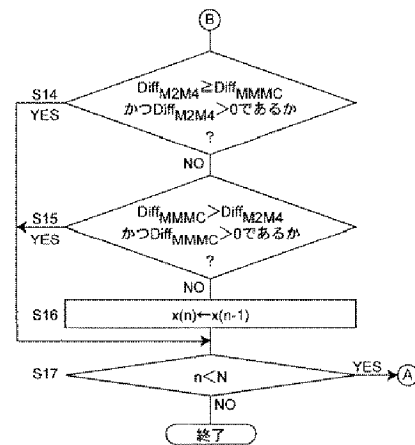 B
S14
YES
Diff_M2M4≧Diff_MMMC
かつDiff_M2M4>0であるか
?
NO
S15
YES
Diff_MMMC>Diff_M2M4
かつDiff_MMMC>0であるか
?
NO
S16
x(n)←x(n-1)
S17
n<N
YES
A
NO
終了